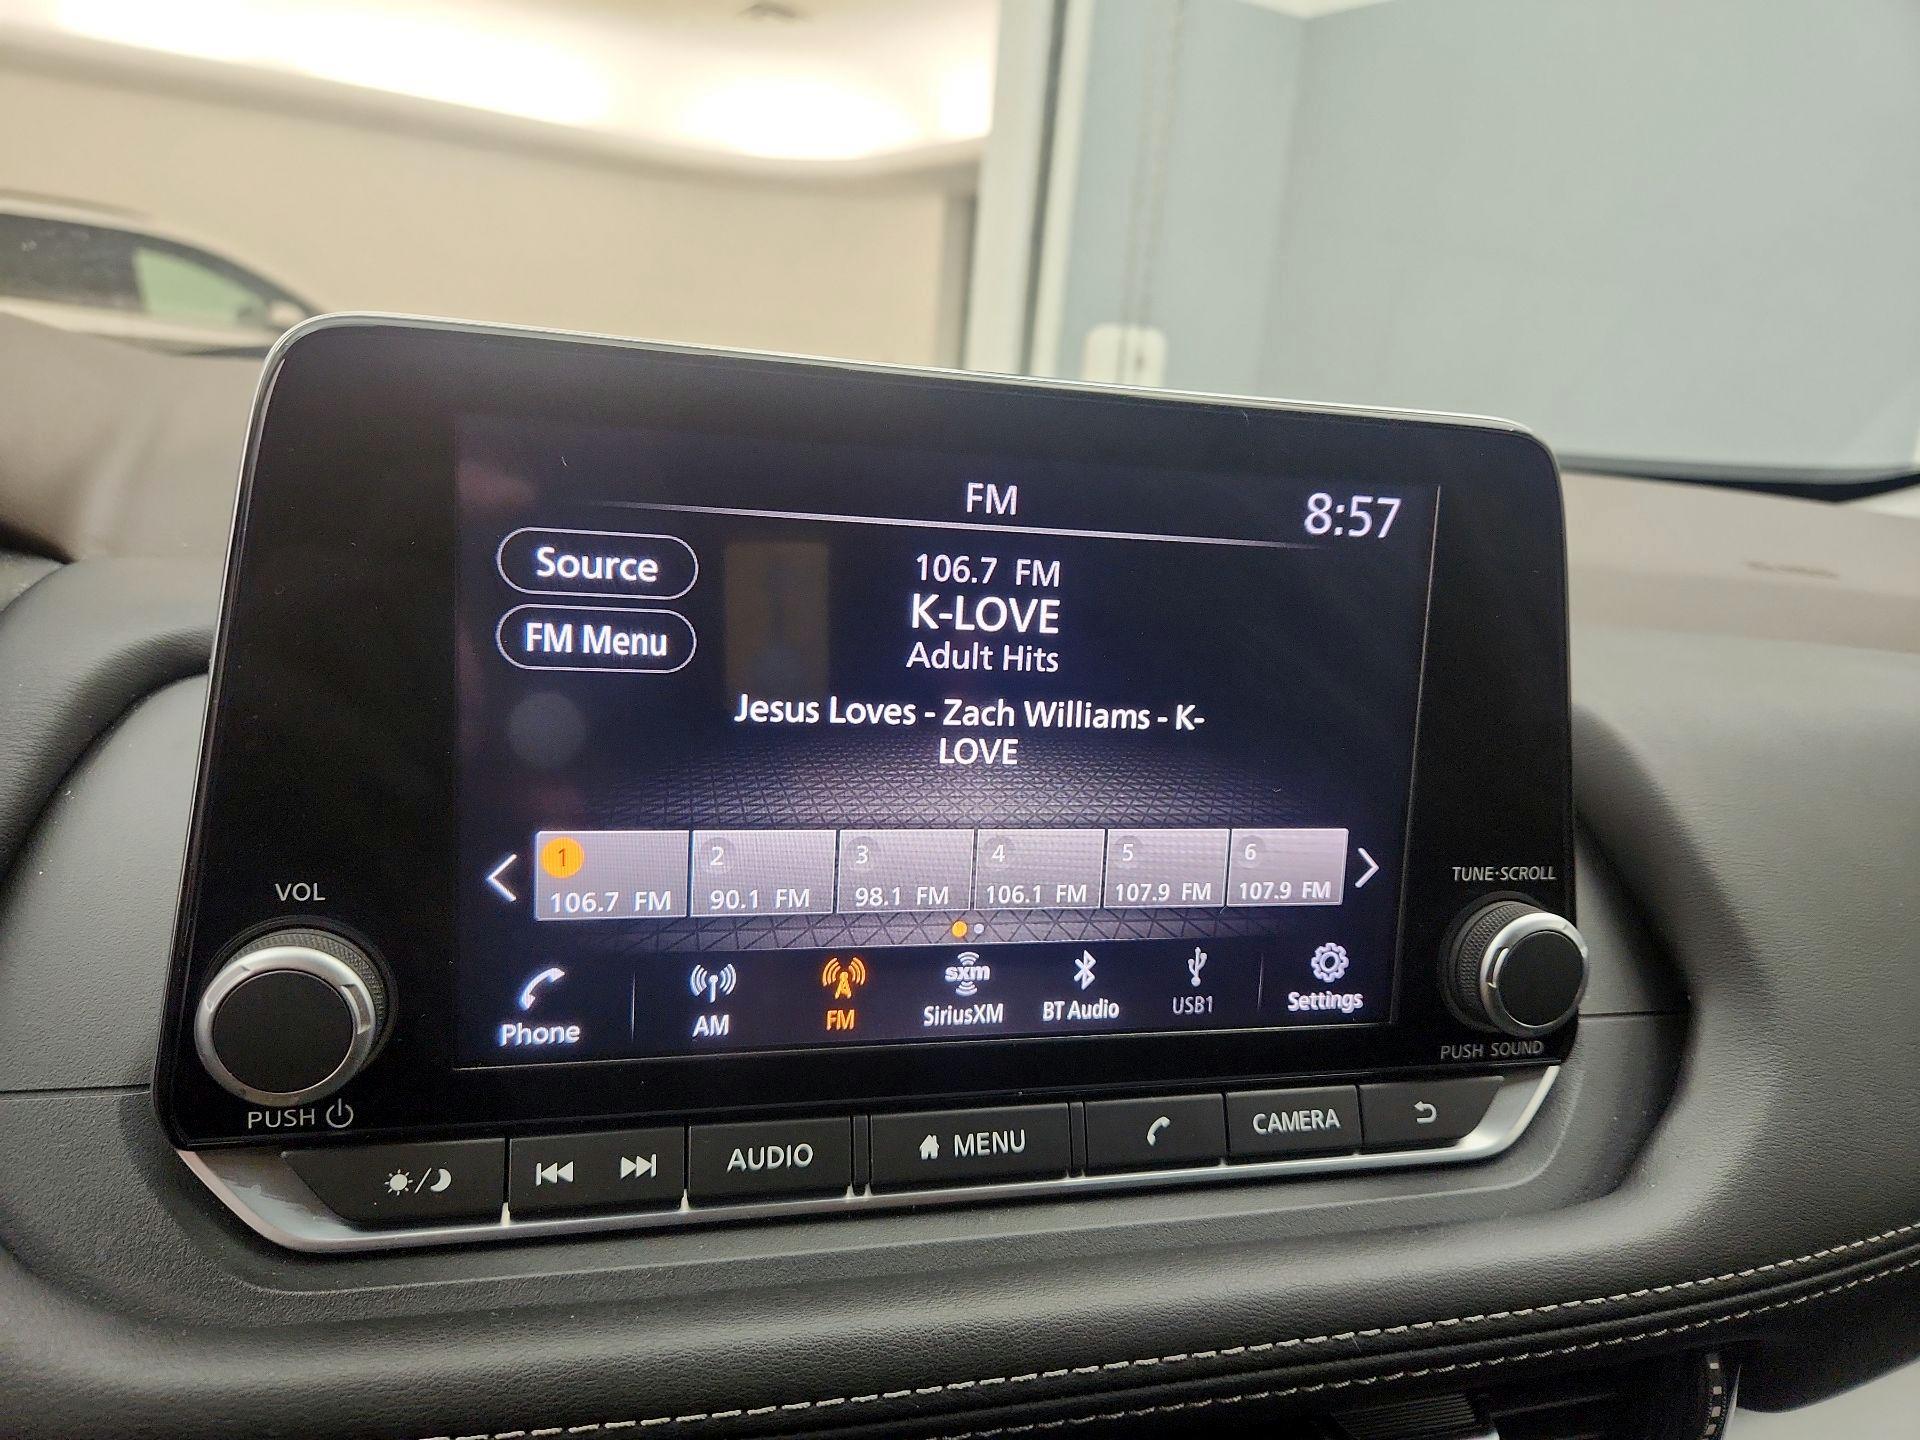 FM
8:57
Source
FM Menu
106.7 FM
K-LOVE
Adult Hits
Jesus Loves - Zach Williams - K-
LOVE
1
106.7 FM
2
90.1 FM
3
98.1 FM
4
106.1 FM
5
107.9 FM
6
107.9 FM
Phone
AM
FM
sxm
SiriusXM
BT Audio
USB1
Settings
VOL
PUSH
TUNE·SCROLL
PUSH SOUND
AUDIO
MENU
CAMERA